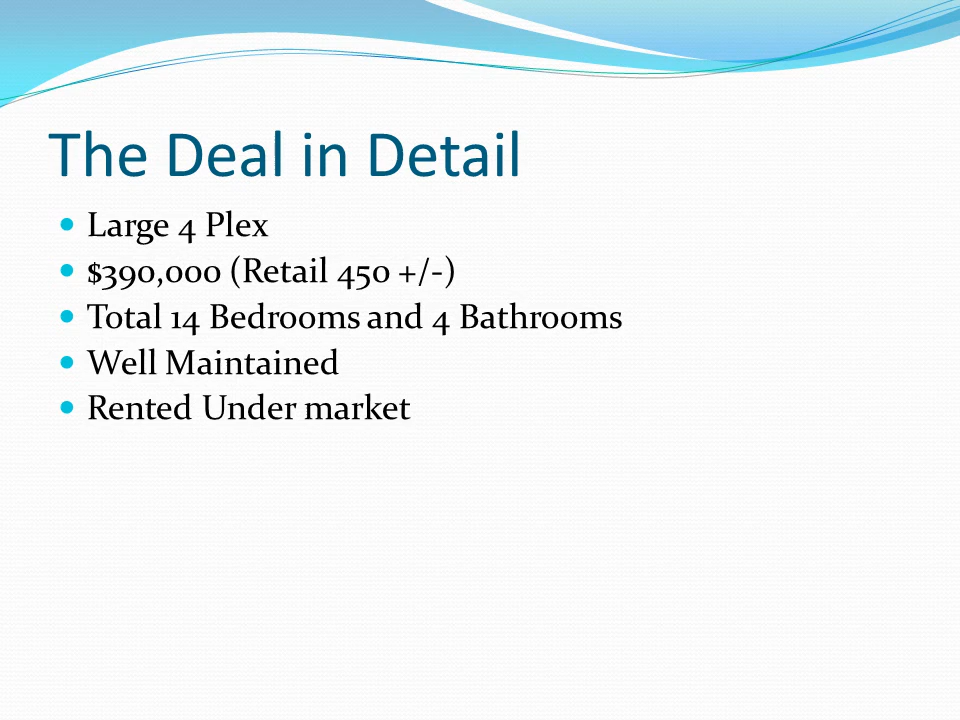 The Deal in Detail
• Large 4 Plex
• $390,000 (Retail 450 +/-)
• Total 14 Bedrooms and 4 Bathrooms
• Well Maintained
• Rented Under market